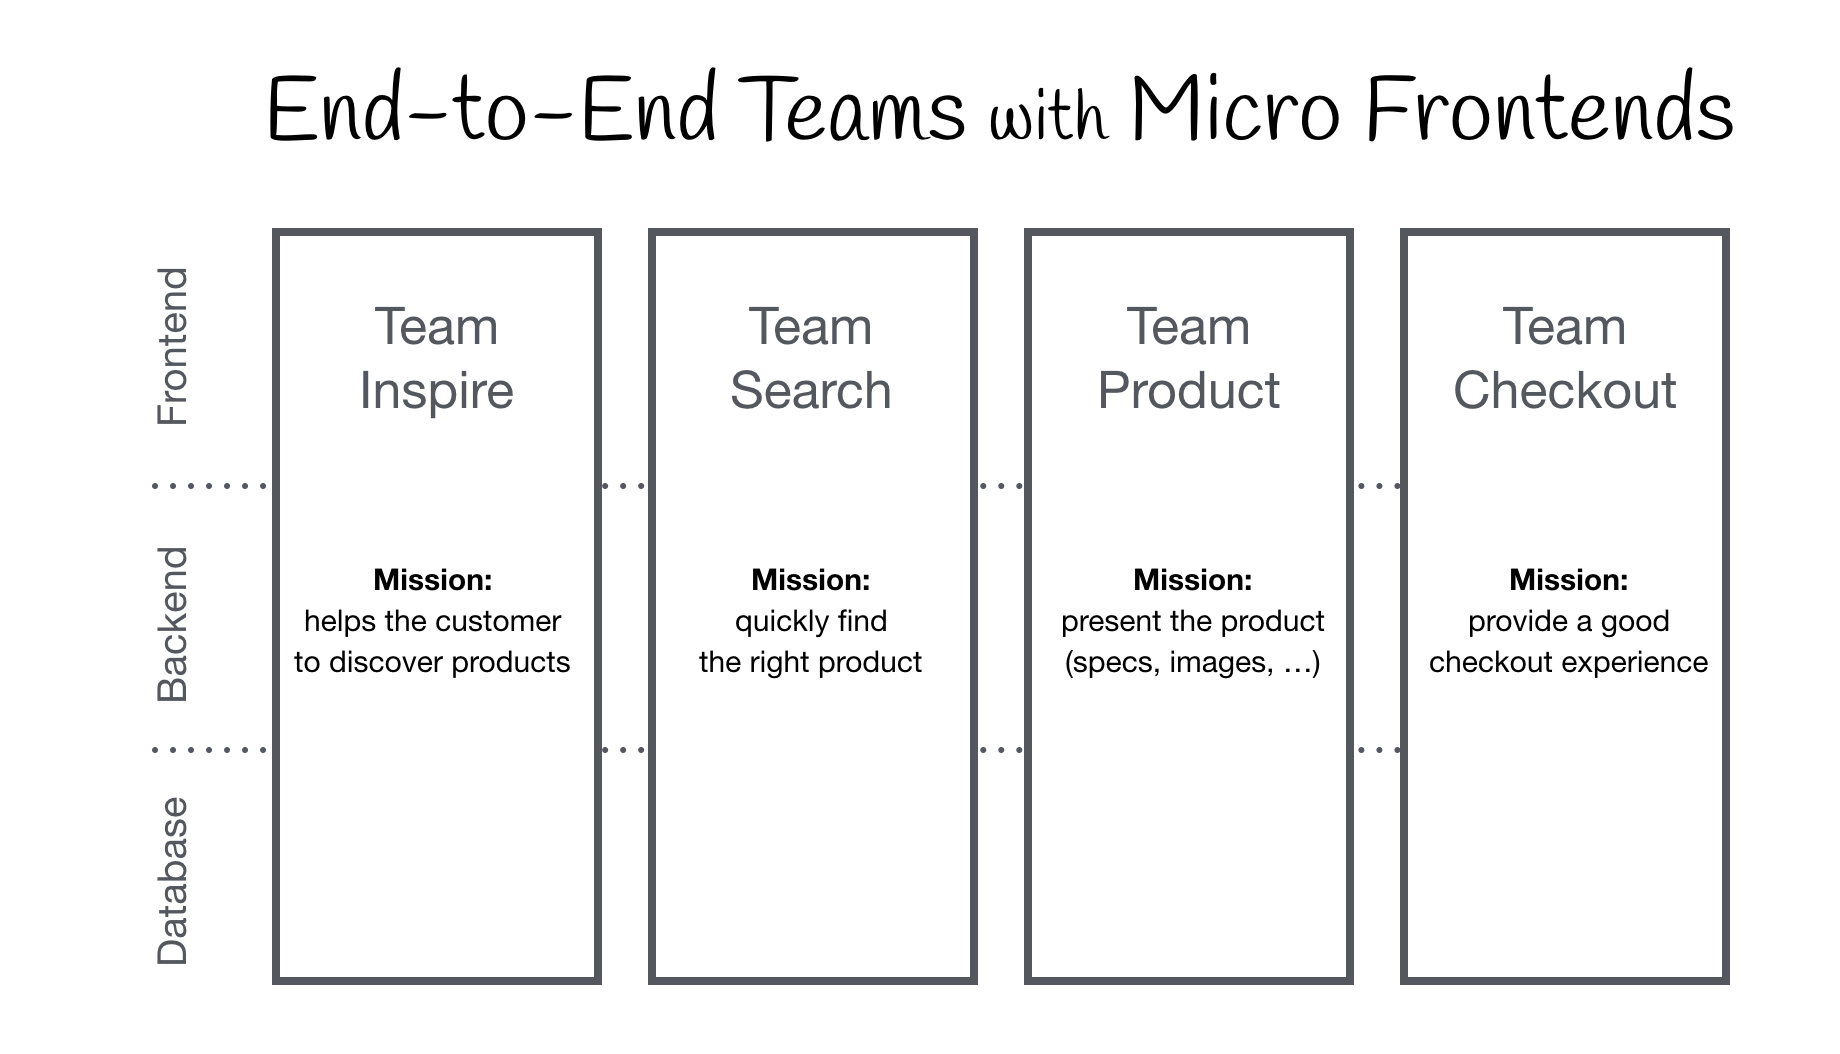 End-to-End Teams with Micro Frontends
Frontend
Backend
Database
Team
Inspire
Mission:
helps the customer
to discover products
Team
Search
Mission:
quickly find
the right product
Team
Product
Mission:
present the product
(specs, images, …)
Team
Checkout
Mission:
provide a good
checkout experience